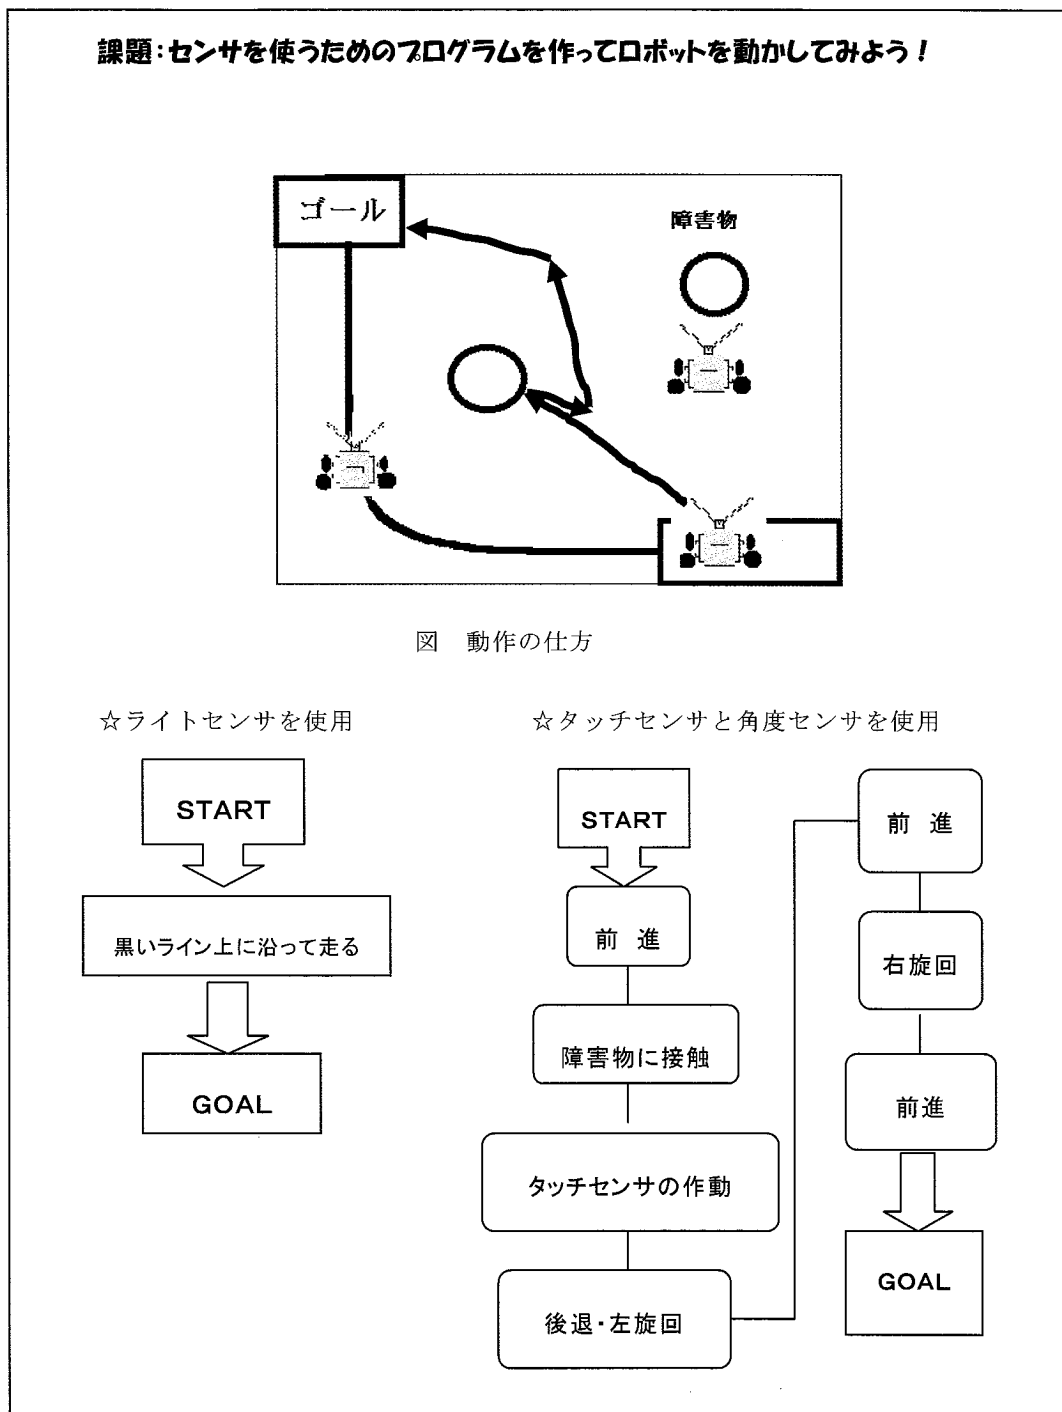 課題:センサを使うためのプログラムを作ってロボットを動かしてみよう!
ゴール
障害物
図 動作の仕方
☆ライトセンサを使用
START
黒いライン上に沿って走る
GOAL
☆タッチセンサと角度センサを使用
START
前 進
障害物に接触
タッチセンサの作動
後退・左旋回
前 進
右旋回
前進
GOAL